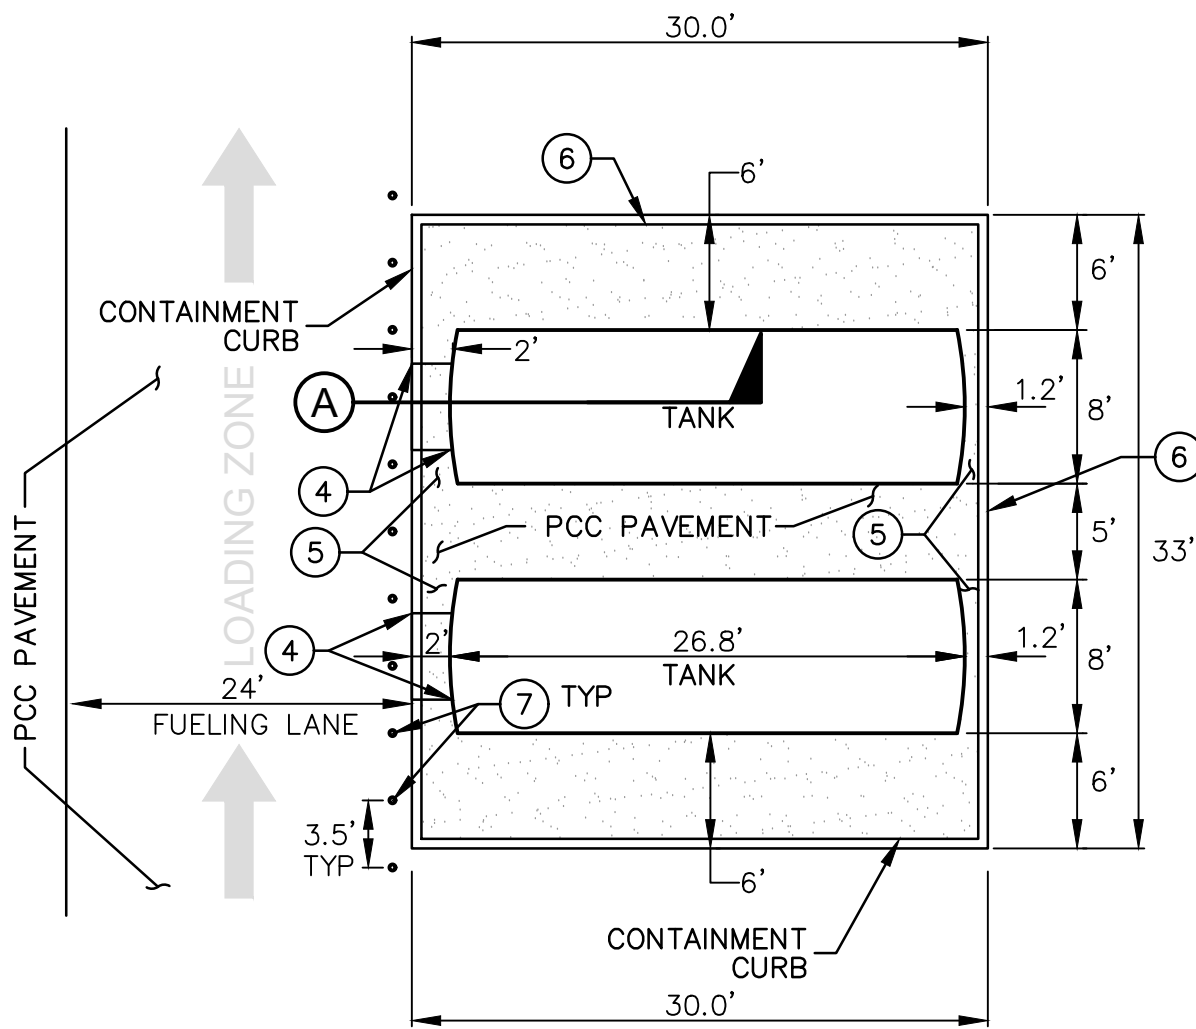 30.0'
6
6'
6'
CONTAINMENT
CURB
2'
A
TANK
1.2'
8'
LOADING ZONE
6
4
PCC PAVEMENT
5
5
5'
33'
PCC PAVEMENT
4
2'
26.8'
1.2'
TANK
8'
24'
FUELING LANE
7 TYP
3.5'
TYP
6'
6'
CONTAINMENT
CURB
30.0'